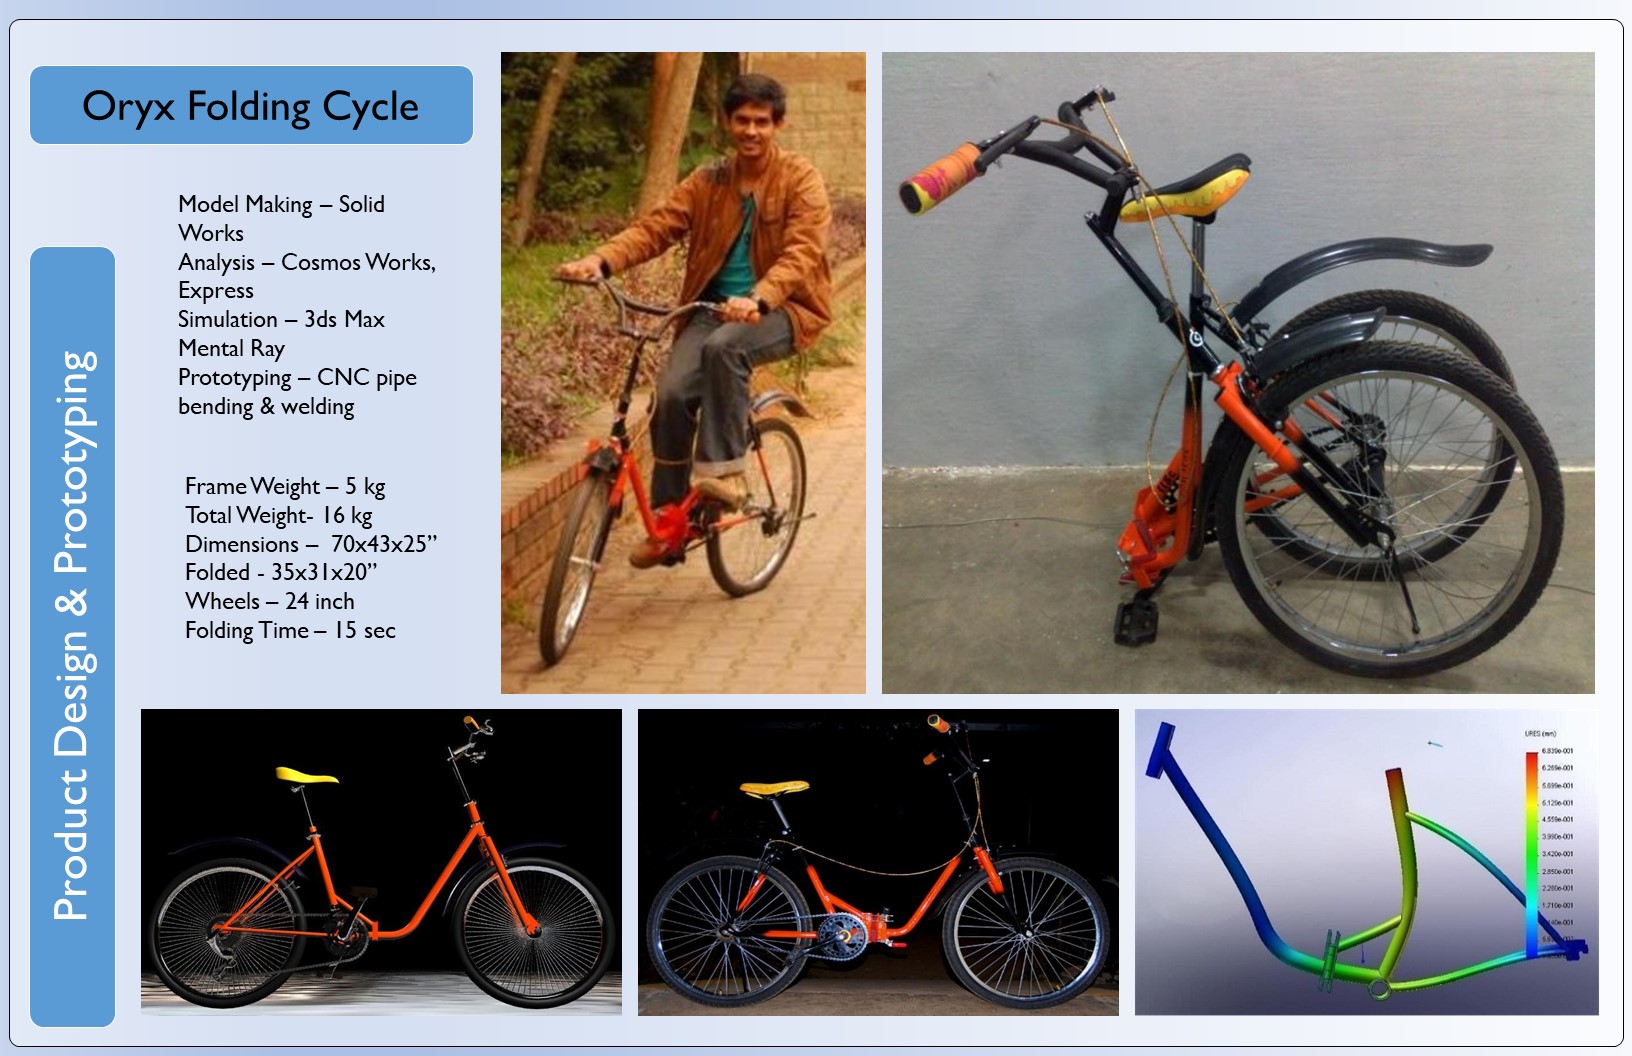 Oryx Folding Cycle
Product Design & Prototyping
Model Making – Solid
Works
Analysis – Cosmos Works,
Express
Simulation – 3ds Max
Mental Ray
Prototyping – CNC pipe
bending & welding
Frame Weight – 5 kg
Total Weight- 16 kg
Dimensions –  70x43x25”
Folded - 35x31x20”
Wheels – 24 inch
Folding Time – 15 sec
URES (mm)
6.839e-001
6.269e-001
5.699e-001
5.129e-001
4.559e-001
3.990e-001
3.420e-001
2.850e-001
2.280e-001
1.710e-001